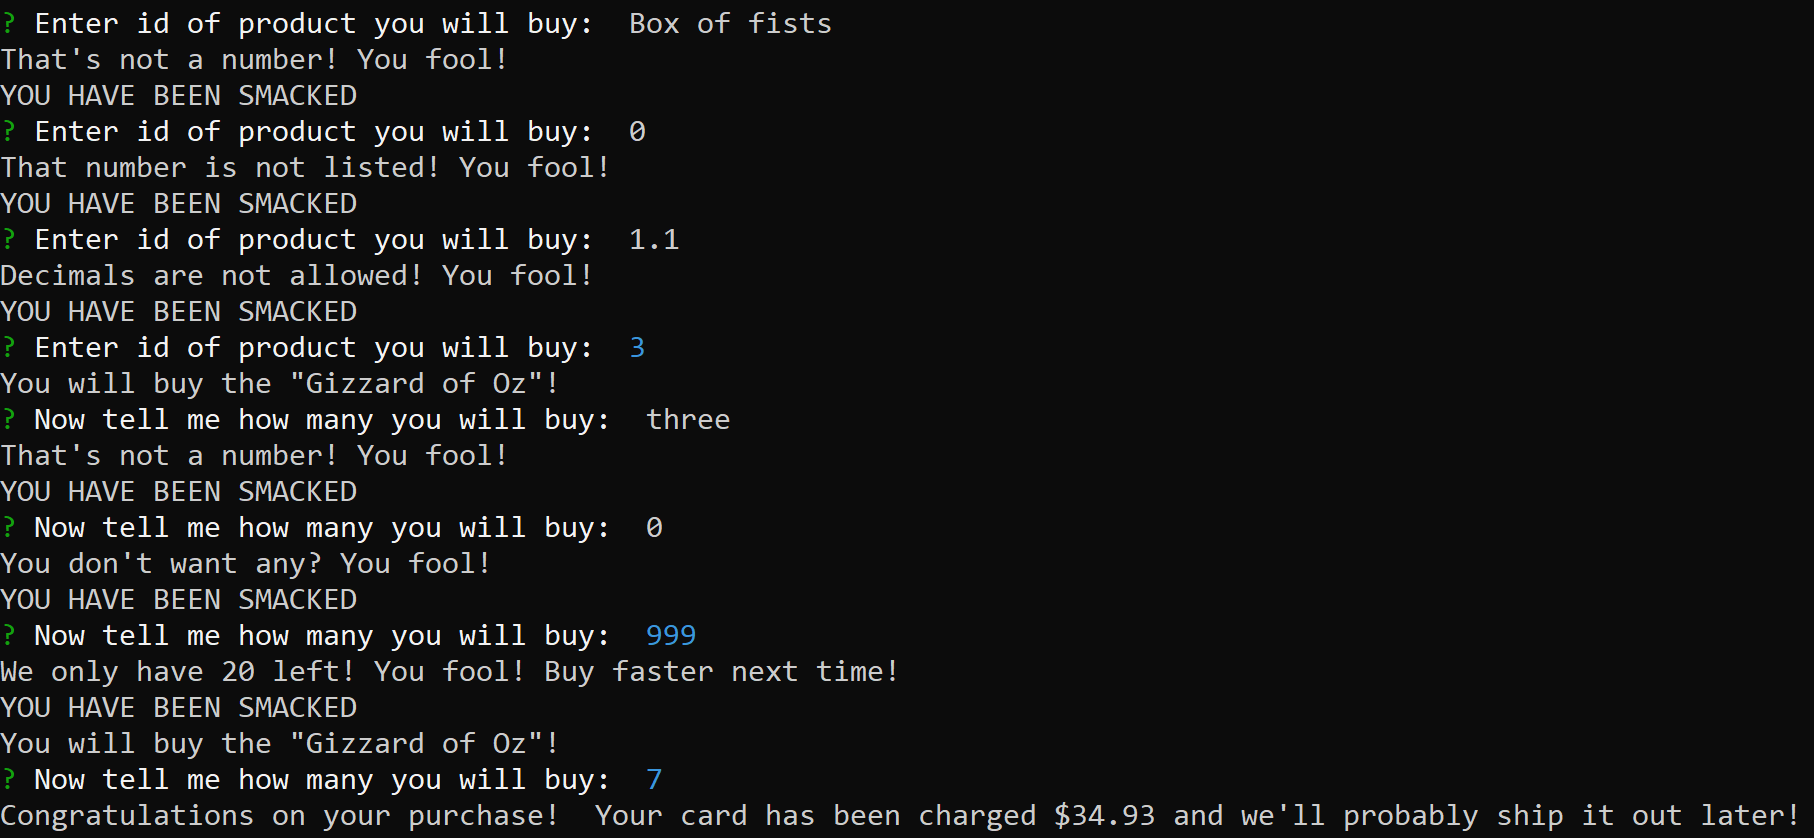 ? Enter id of product you will buy:  Box of fists
That's not a number! You fool!
YOU HAVE BEEN SMACKED
? Enter id of product you will buy:  0
That number is not listed! You fool!
YOU HAVE BEEN SMACKED
? Enter id of product you will buy:  1.1
Decimals are not allowed! You fool!
YOU HAVE BEEN SMACKED
? Enter id of product you will buy:  3
You will buy the "Gizzard of Oz"!
? Now tell me how many you will buy:  three
That's not a number! You fool!
YOU HAVE BEEN SMACKED
? Now tell me how many you will buy:  0
You don't want any? You fool!
YOU HAVE BEEN SMACKED
? Now tell me how many you will buy:  999
We only have 20 left! You fool! Buy faster next time!
YOU HAVE BEEN SMACKED
You will buy the "Gizzard of Oz"!
? Now tell me how many you will buy:  7
Congratulations on your purchase!  Your card has been charged $34.93 and we'll probably ship it out later!